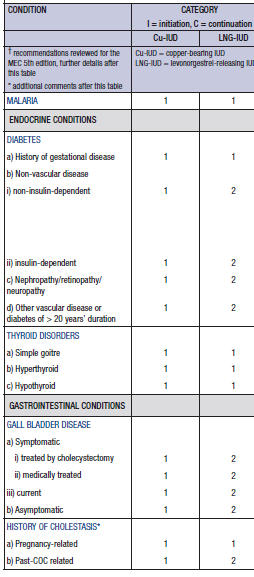 CONDITION CATEGORY
I = initiation, C = continuation
Cu-IUD LNG-IUD
† recommendations reviewed for the
MEC 5th edition, further details after
this table
* additional comments after this table
Cu-IUD = copper-bearing IUD
LNG-IUD = levonorgestrel-releasing IUD
MALARIA 1 1
ENDOCRINE CONDITIONS
DIABETES
a) History of gestational disease 1 1
b) Non-vascular disease
i) non-insulin-dependent 1 2
ii) insulin-dependent 1 2
c) Nephropathy/retinopathy/ 1 2
neuropathy
d) Other vascular disease or 1 2
diabetes of > 20 years' duration
THYROID DISORDERS
a) Simple goitre 1 1
b) Hyperthyroid 1 1
c) Hypothyroid 1 1
GASTROINTESTINAL CONDITIONS
GALL BLADDER DISEASE
a) Symptomatic
i) treated by cholecystectomy 1 2
ii) medically treated 1 2
iii) current 1 2
b) Asymptomatic 1 2
HISTORY OF CHOLESTASIS*
a) Pregnancy-related 1 1
b) Past-COC related 1 2